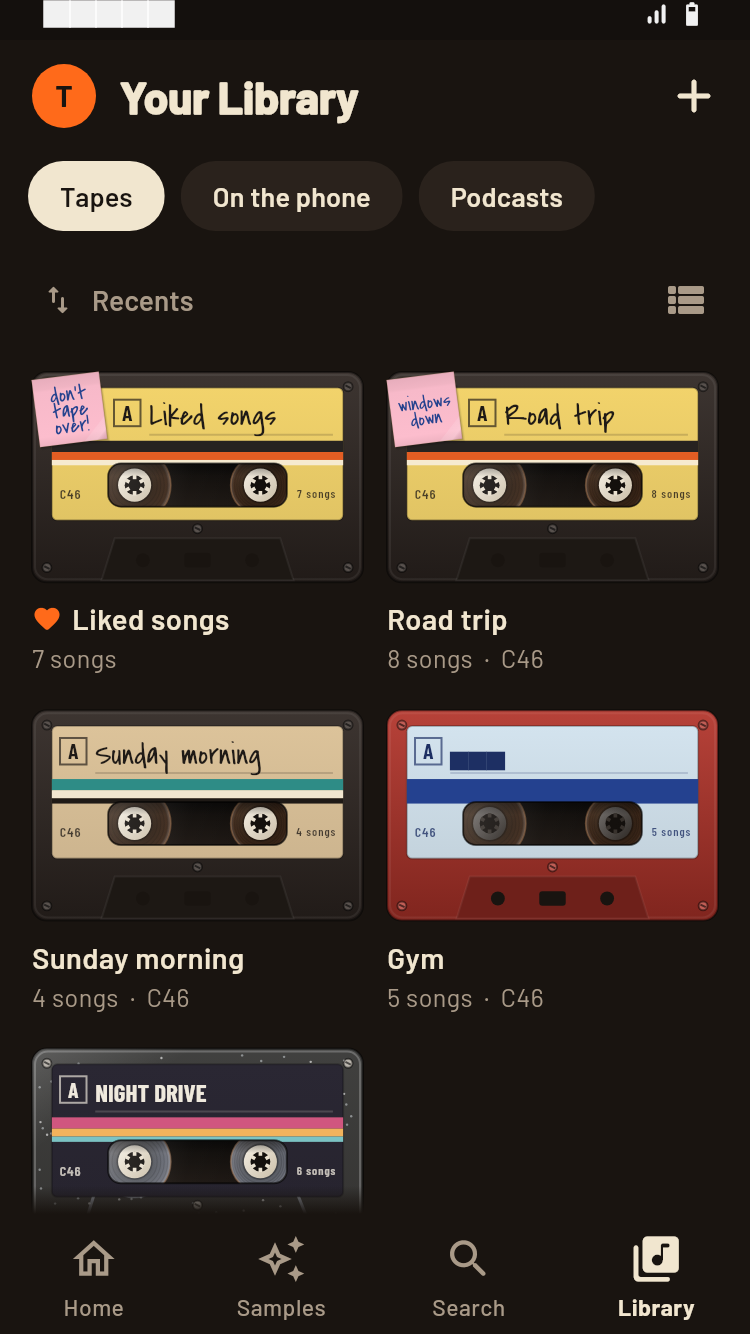 T
Your Library
Tapes
On the phone
Podcasts
Recents
don't
tape
over!
A
Liked songs
C46
7 songs
windows
down
A
Road trip
C46
8 songs
Liked songs
7 songs
Road trip
8 songs · C46
A
Sunday morning
C46
4 songs
A
C46
5 songs
Sunday morning
4 songs · C46
Gym
5 songs · C46
A
NIGHT DRIVE
C46
6 songs
Home
Samples
Search
Library